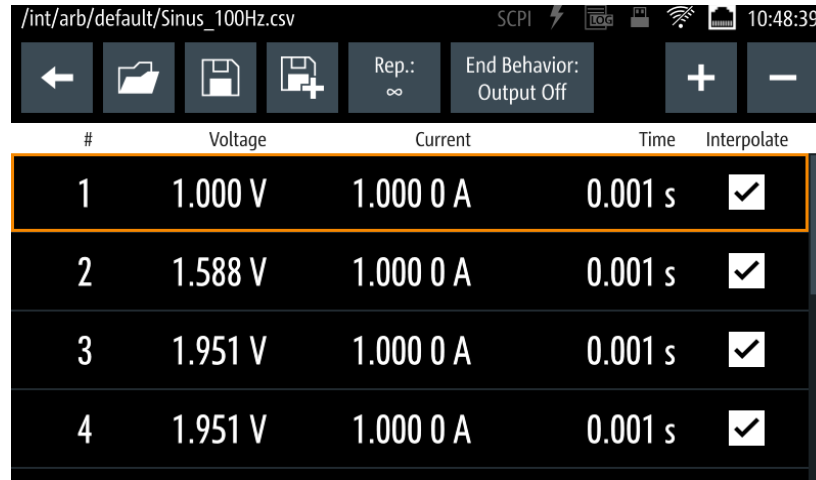 /int/arb/default/Sinus_100Hz.csv SCPI LOG 10:48:39
Rep.: End Behavior:
∞ Output Off
# Voltage Current Time Interpolate
1 1.000 V 1.000 0 A 0.001 s
2 1.588 V 1.000 0 A 0.001 s
3 1.951 V 1.000 0 A 0.001 s
4 1.951 V 1.000 0 A 0.001 s